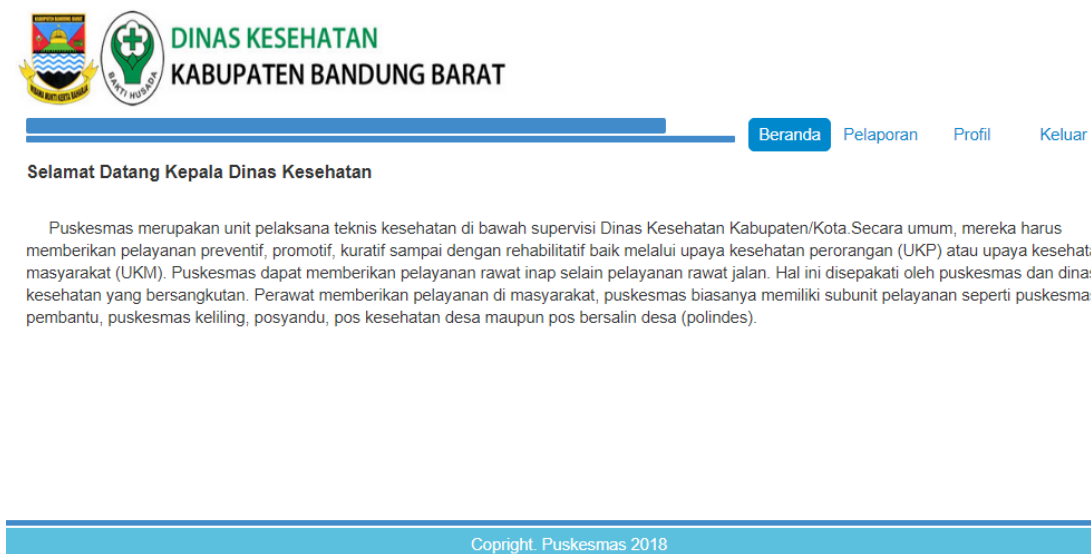 DINAS KESEHATAN
KABUPATEN BANDUNG BARAT
BAKTI HUSADA
Beranda Pelaporan Profil Keluar
Selamat Datang Kepala Dinas Kesehatan
Puskesmas merupakan unit pelaksana teknis kesehatan di bawah supervisi Dinas Kesehatan Kabupaten/Kota.Secara umum, mereka harus
memberikan pelayanan preventif, promotif, kuratif sampai dengan rehabilitatif baik melalui upaya kesehatan perorangan (UKP) atau upaya kesehata
masyarakat (UKM). Puskesmas dapat memberikan pelayanan rawat inap selain pelayanan rawat jalan. Hal ini disepakati oleh puskesmas dan dinas
kesehatan yang bersangkutan. Perawat memberikan pelayanan di masyarakat, puskesmas biasanya memiliki subunit pelayanan seperti puskesma
pembantu, puskesmas keliling, posyandu, pos kesehatan desa maupun pos bersalin desa (polindes).
Copright. Puskesmas 2018